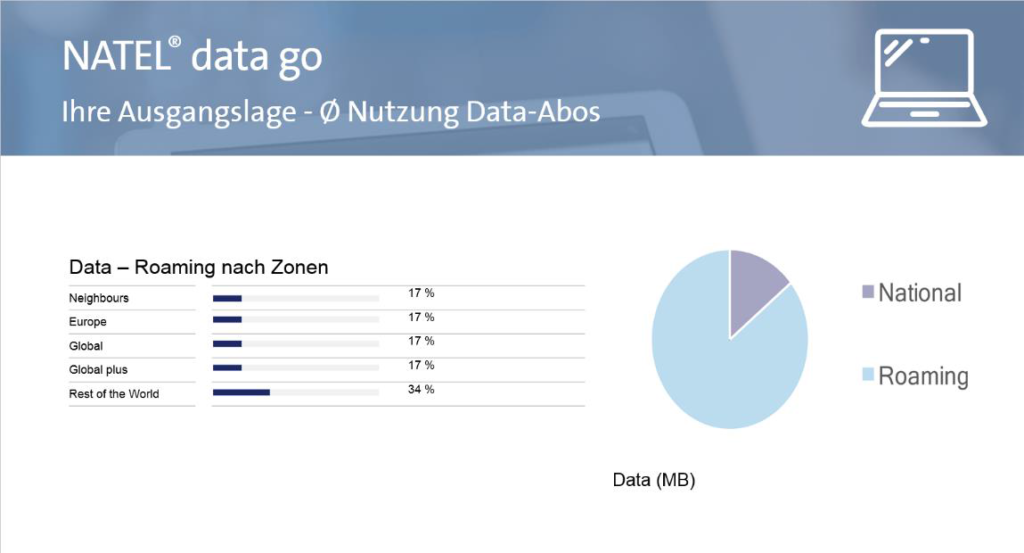 NATEL® data go
Ihre Ausgangslage - Ø Nutzung Data-Abos
Data – Roaming nach Zonen
Neighbours 17 %
Europe 17 %
Global 17 %
Global plus 17 %
Rest of the World 34 %
National
Roaming
Data (MB)